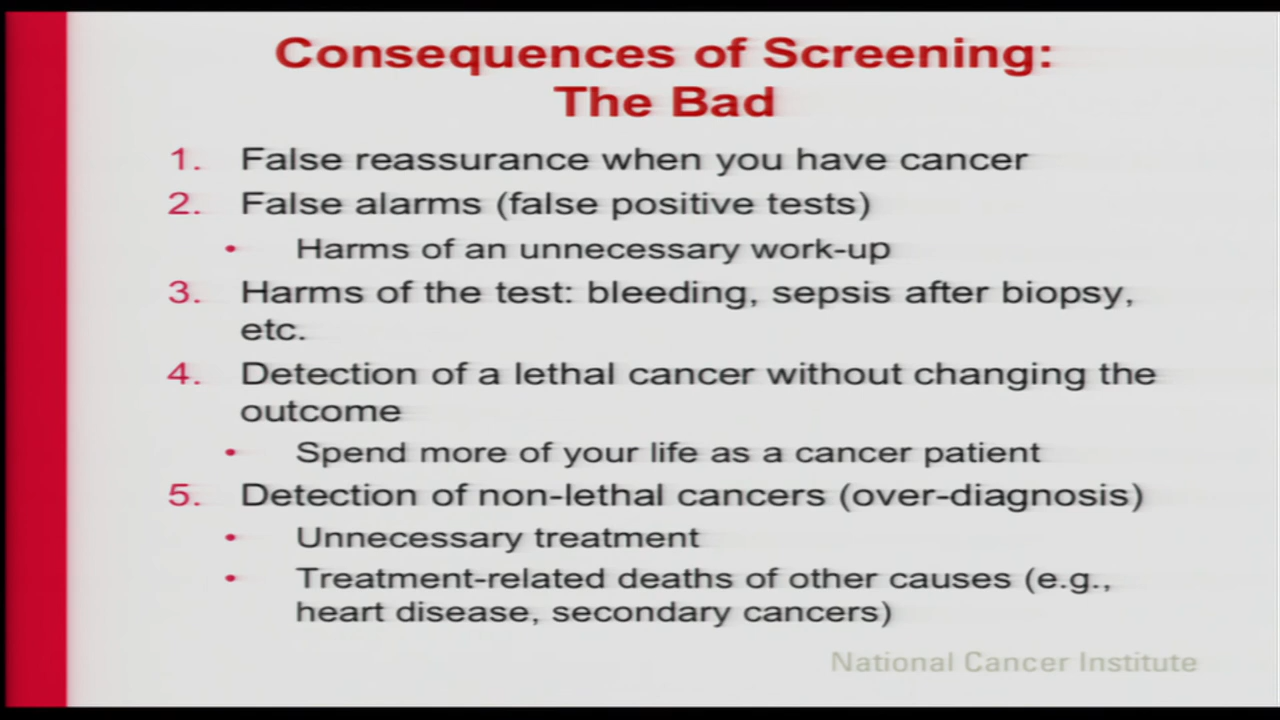 Consequences of Screening:
The Bad
1. False reassurance when you have cancer
2. False alarms (false positive tests)
• Harms of an unnecessary work-up
3. Harms of the test: bleeding, sepsis after biopsy,
etc.
4. Detection of a lethal cancer without changing the
outcome
• Spend more of your life as a cancer patient
5. Detection of non-lethal cancers (over-diagnosis)
• Unnecessary treatment
• Treatment-related deaths of other causes (e.g.,
heart disease, secondary cancers)
National Cancer Institute